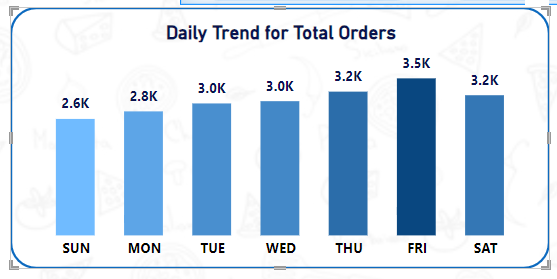 Daily Trend for Total Orders
2.6K 2.8K 3.0K 3.0K 3.2K 3.5K 3.2K
SUN MON TUE WED THU FRI SAT